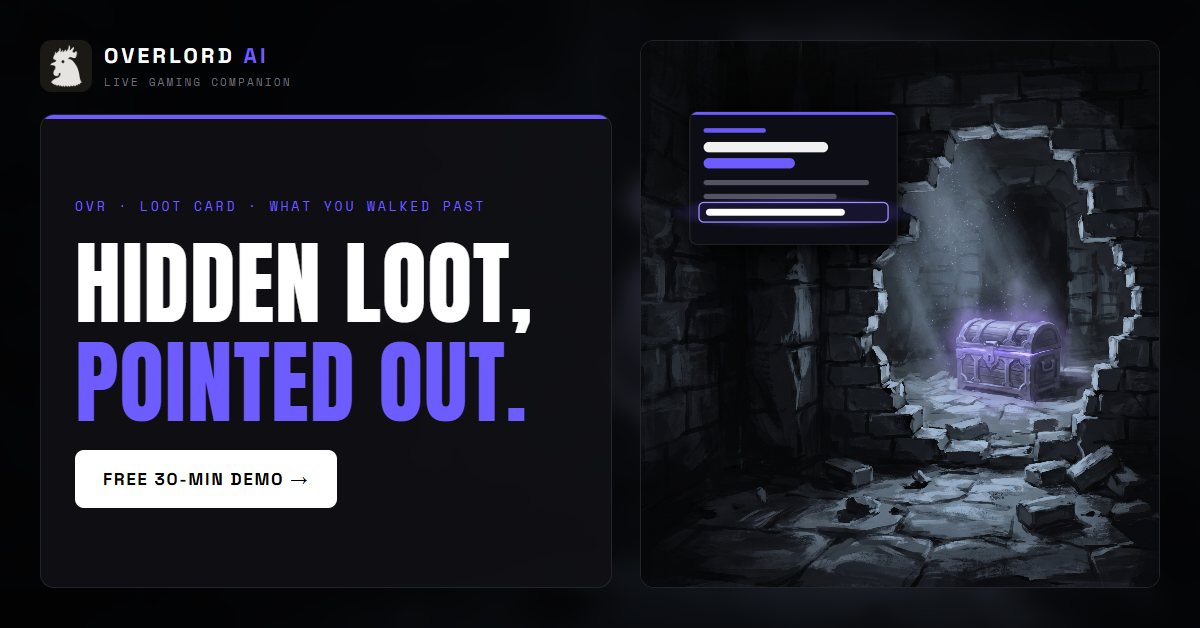 OVERLORD AI
LIVE GAMING COMPANION
OVR · LOOT CARD · WHAT YOU WALKED PAST
HIDDEN LOOT,
POINTED OUT.
FREE 30-MIN DEMO →